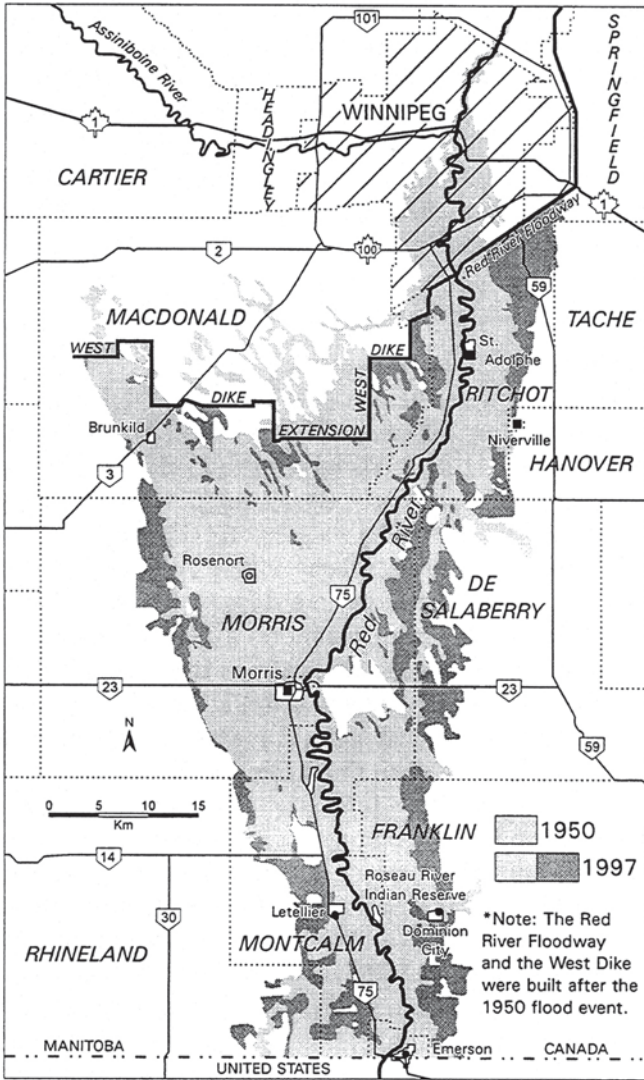 101
Assiniboine River
SPRINGFIELD
HEADINGLEY
WINNIPEG
1
CARTIER
1
Red River Floodway
2
100
59
MACDONALD
TACHE
WEST
DIKE
St.
Adolphe
RITCHOT
WEST
DIKE
EXTENSION
Brunkild
Niverville
HANOVER
3
Red River
Rosenort
DE
SALABERRY
75
MORRIS
Morris
23
23
N
59
0 5 10 15
Km
FRANKLIN
1950
1997
14
Roseau River
Indian Reserve
30
Letellier
Dominion
City
RHINELAND
MONTCALM
*Note: The Red
River Floodway
and the West Dike
were built after the
1950 flood event.
75
MANITOBA
Emerson
CANADA
UNITED STATES